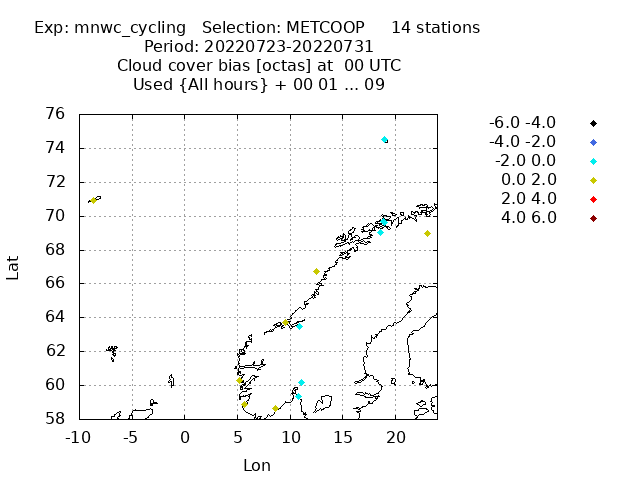 Exp: mnwc_cycling   Selection: METCOOP     14 stations
Period: 20220723-20220731
Cloud cover bias [octas] at  00 UTC
Used {All hours} + 00 01 ... 09
76
74
72
70
68
66
64
62
60
58
Lat
-10 -5 0 5 10 15 20
Lon
-6.0 -4.0
-4.0 -2.0
-2.0 0.0
0.0 2.0
2.0 4.0
4.0 6.0